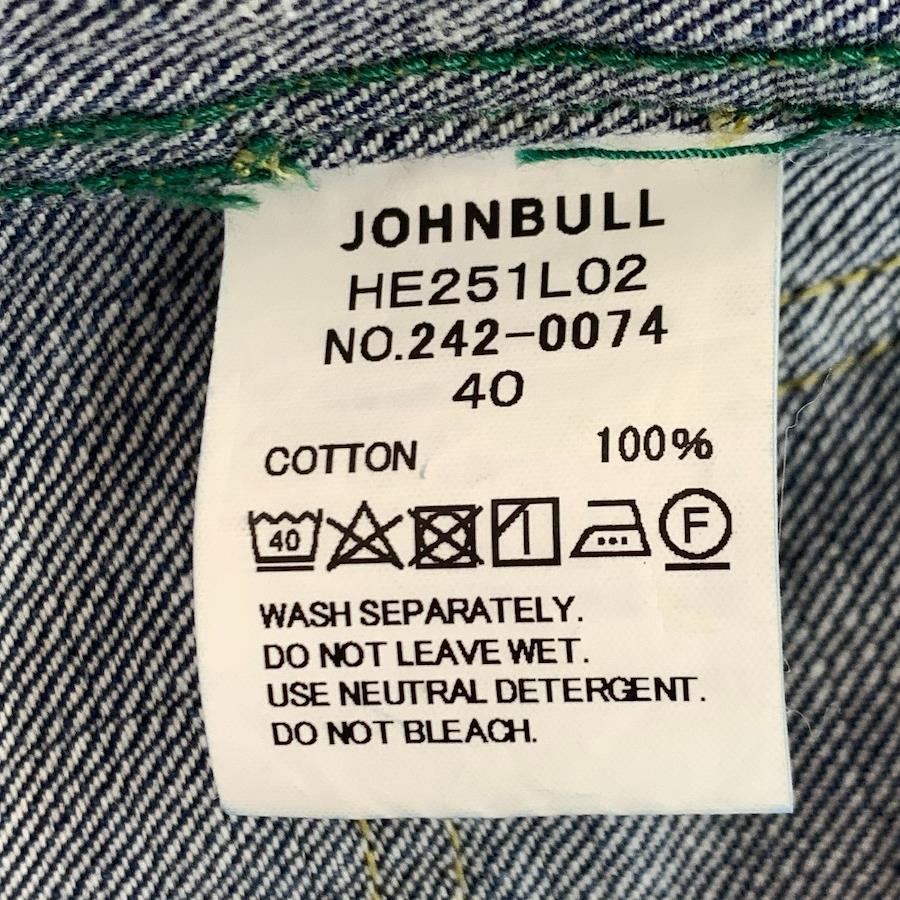 JOHNBULL
HE251L02
NO.242-0074
40
COTTON 100%
40 F
WASH SEPARATELY.
DO NOT LEAVE WET.
USE NEUTRAL DETERGENT.
DO NOT BLEACH.